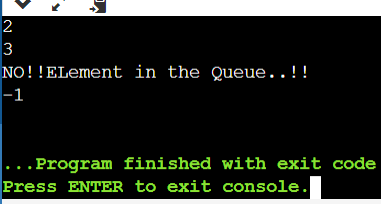 2
3
NO!!ELement in the Queue..!!
-1
...Program finished with exit code
Press ENTER to exit console.